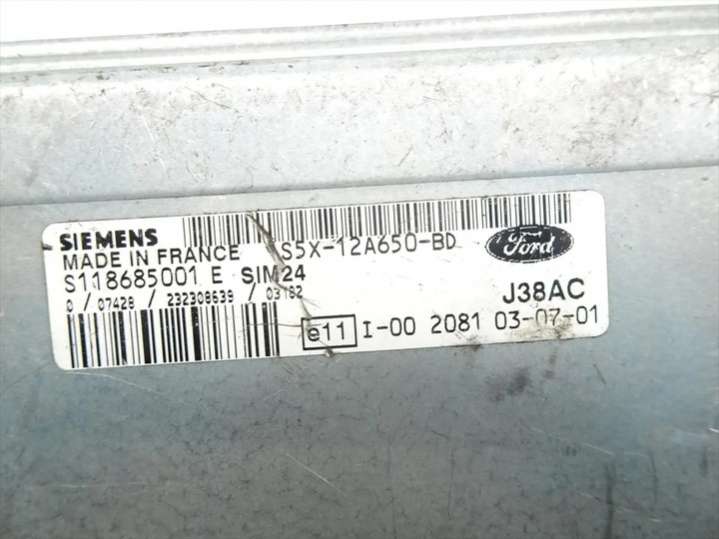 SIEMENS
MADE IN FRANCE S5X-12A650-BD
S118685001 E SIM24
0 / 07428 / 232308639 / 03182
Ford
J38AC
e11 I-00 2081 03-07-01